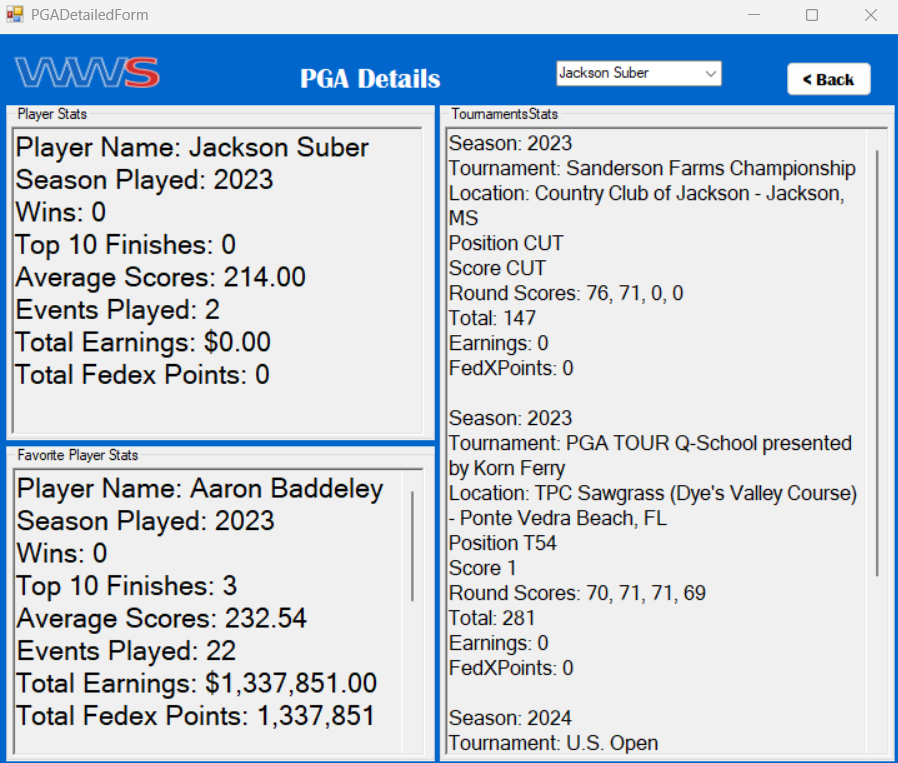 PGADetailedForm
WWS
PGA Details
Jackson Suber
< Back
Player Stats
Player Name: Jackson Suber
Season Played: 2023
Wins: 0
Top 10 Finishes: 0
Average Scores: 214.00
Events Played: 2
Total Earnings: $0.00
Total Fedex Points: 0
Favorite Player Stats
Player Name: Aaron Baddeley
Season Played: 2023
Wins: 0
Top 10 Finishes: 3
Average Scores: 232.54
Events Played: 22
Total Earnings: $1,337,851.00
Total Fedex Points: 1,337,851
TournamentsStats
Season: 2023
Tournament: Sanderson Farms Championship
Location: Country Club of Jackson - Jackson,
MS
Position CUT
Score CUT
Round Scores: 76, 71, 0, 0
Total: 147
Earnings: 0
FedXPoints: 0
Season: 2023
Tournament: PGA TOUR Q-School presented
by Korn Ferry
Location: TPC Sawgrass (Dye's Valley Course)
- Ponte Vedra Beach, FL
Position T54
Score 1
Round Scores: 70, 71, 71, 69
Total: 281
Earnings: 0
FedXPoints: 0
Season: 2024
Tournament: U.S. Open